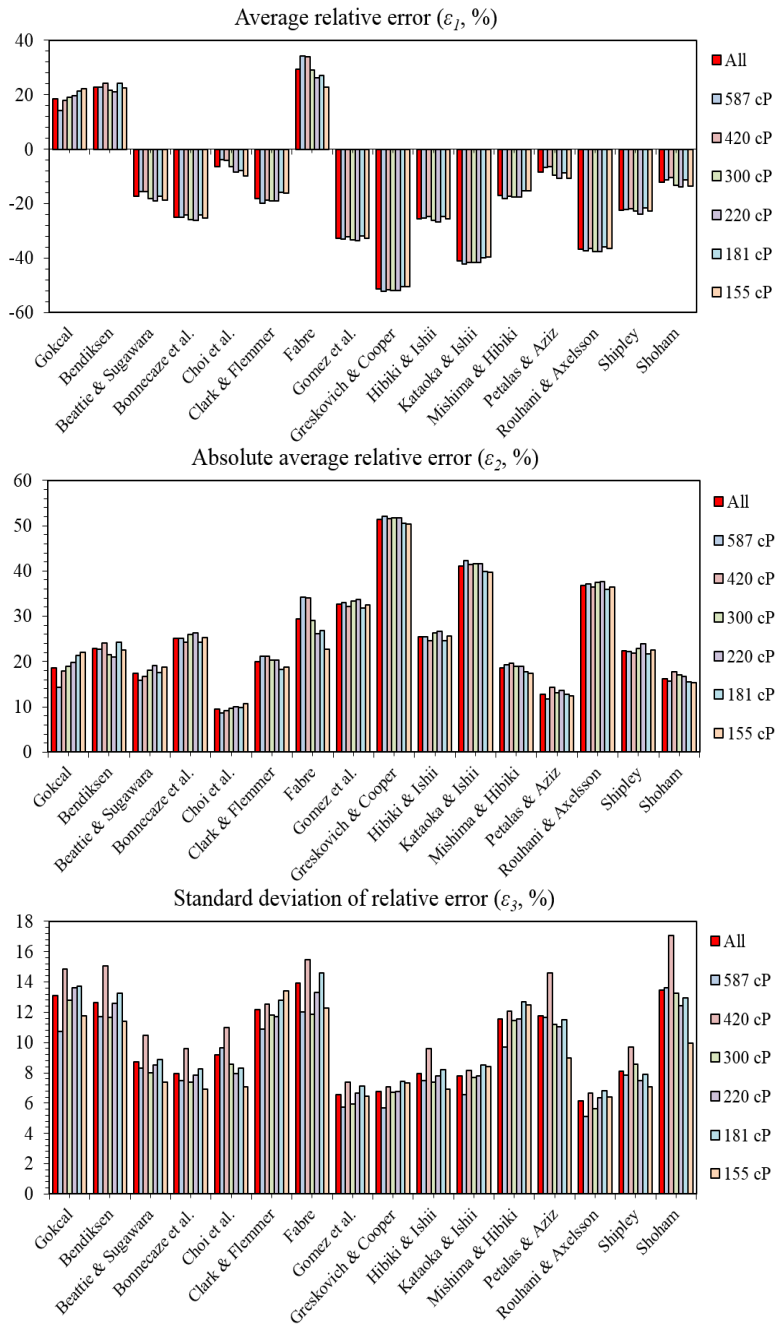 Average relative error (ε1, %)
40
20
0
-20
-40
-60
Gokcal
Bendiksen
Beattie & Sugawara
Bonnecaze et al.
Choi et al.
Clark & Flemmer
Fabre
Gomez et al.
Greskovich & Cooper
Hibiki & Ishii
Kataoka & Ishii
Mishima & Hibiki
Petalas & Aziz
Rouhani & Axelsson
Shipley
Shoham
All
587 cP
420 cP
300 cP
220 cP
181 cP
155 cP
Absolute average relative error (ε2, %)
60
50
40
30
20
10
0
Gokcal
Bendiksen
Beattie & Sugawara
Bonnecaze et al.
Choi et al.
Clark & Flemmer
Fabre
Gomez et al.
Greskovich & Cooper
Hibiki & Ishii
Kataoka & Ishii
Mishima & Hibiki
Petalas & Aziz
Rouhani & Axelsson
Shipley
Shoham
All
587 cP
420 cP
300 cP
220 cP
181 cP
155 cP
Standard deviation of relative error (ε3, %)
18
16
14
12
10
8
6
4
2
0
Gokcal
Bendiksen
Beattie & Sugawara
Bonnecaze et al.
Choi et al.
Clark & Flemmer
Fabre
Gomez et al.
Greskovich & Cooper
Hibiki & Ishii
Kataoka & Ishii
Mishima & Hibiki
Petalas & Aziz
Rouhani & Axelsson
Shipley
Shoham
All
587 cP
420 cP
300 cP
220 cP
181 cP
155 cP